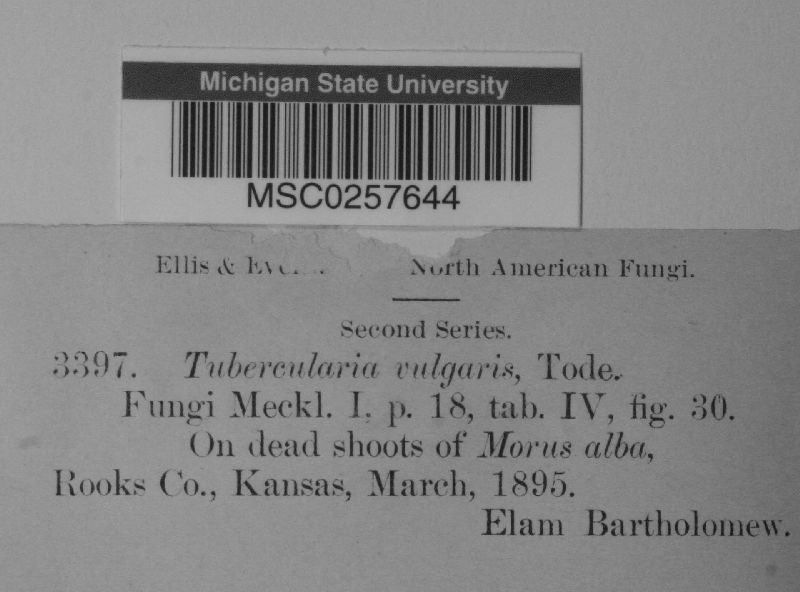 Michigan State University
MSC0257644
Ellis & North American Fungi.
Second Series.
3397. Tubercularia vulgaris, Tode.
Fungi Meckl. I, p. 18, tab. IV, fig. 30.
On dead shoots of Morus alba,
Rooks Co., Kansas, March, 1895.
Elam Bartholomew.